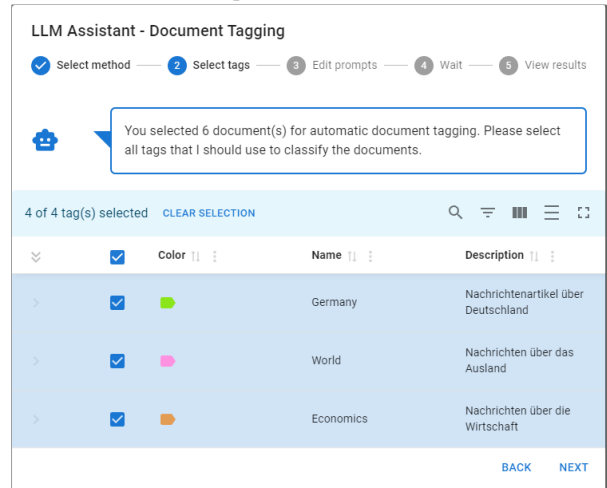 LLM Assistant - Document Tagging
Select method 2 Select tags 3 Edit prompts 4 Wait 5 View results
You selected 6 document(s) for automatic document tagging. Please select
all tags that I should use to classify the documents.
4 of 4 tag(s) selected CLEAR SELECTION
Color Name Description
Germany Nachrichtenartikel über
Deutschland
World Nachrichten über das
Ausland
Economics Nachrichten über die
Wirtschaft
BACK NEXT